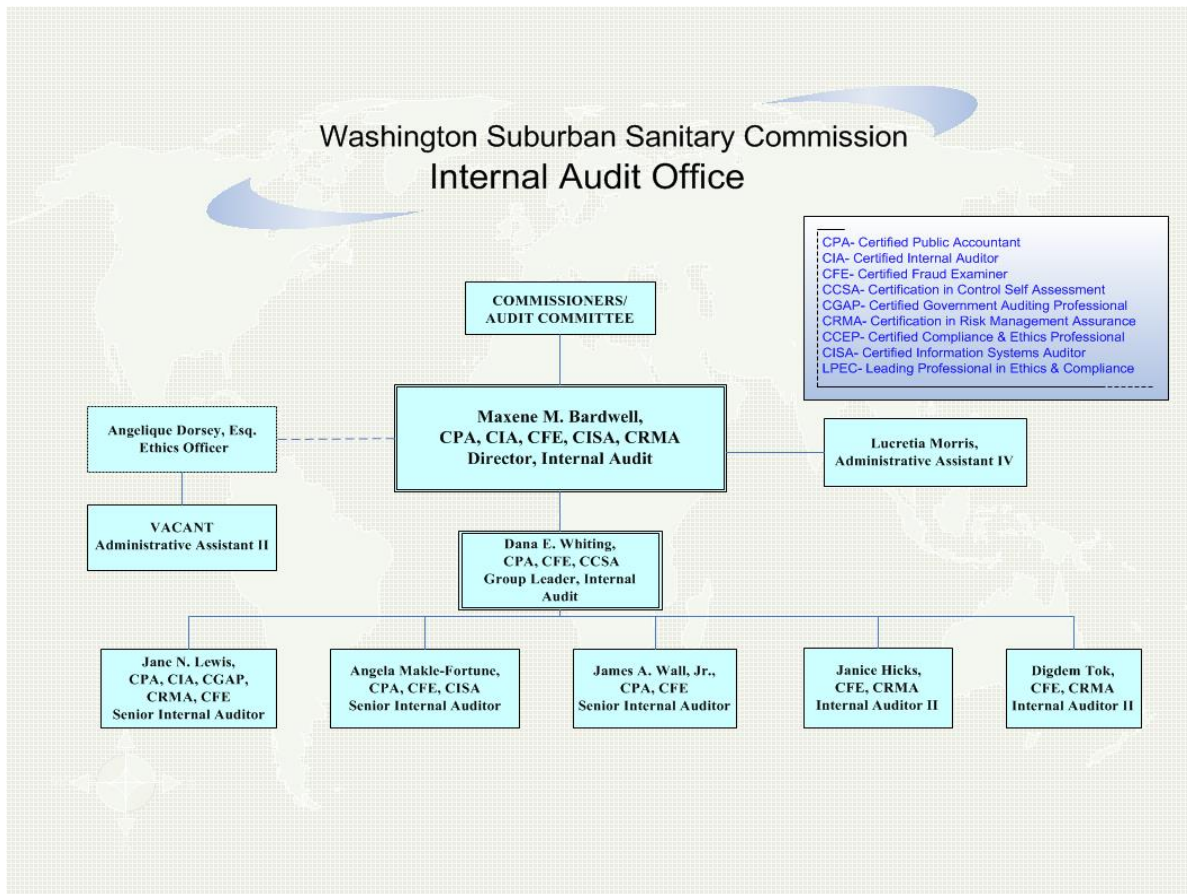 Washington Suburban Sanitary Commission
Internal Audit Office
CPA- Certified Public Accountant
CIA- Certified Internal Auditor
CFE- Certified Fraud Examiner
CCSA- Certification in Control Self Assessment
CGAP- Certified Government Auditing Professional
CRMA- Certification in Risk Management Assurance
CCEP- Certified Compliance & Ethics Professional
CISA- Certified Information Systems Auditor
LPEC- Leading Professional in Ethics & Compliance
COMMISSIONERS/
AUDIT COMMITTEE
Maxene M. Bardwell,
CPA, CIA, CFE, CISA, CRMA
Director, Internal Audit
Angelique Dorsey, Esq.
Ethics Officer
Lucretia Morris,
Administrative Assistant IV
VACANT
Administrative Assistant II
Dana E. Whiting,
CPA, CFE, CCSA
Group Leader, Internal
Audit
Jane N. Lewis,
CPA, CIA, CGAP,
CRMA, CFE
Senior Internal Auditor
Angela Makle-Fortune,
CPA, CFE, CISA
Senior Internal Auditor
James A. Wall, Jr.,
CPA, CFE
Senior Internal Auditor
Janice Hicks,
CFE, CRMA
Internal Auditor II
Digdem Tok,
CFE, CRMA
Internal Auditor II